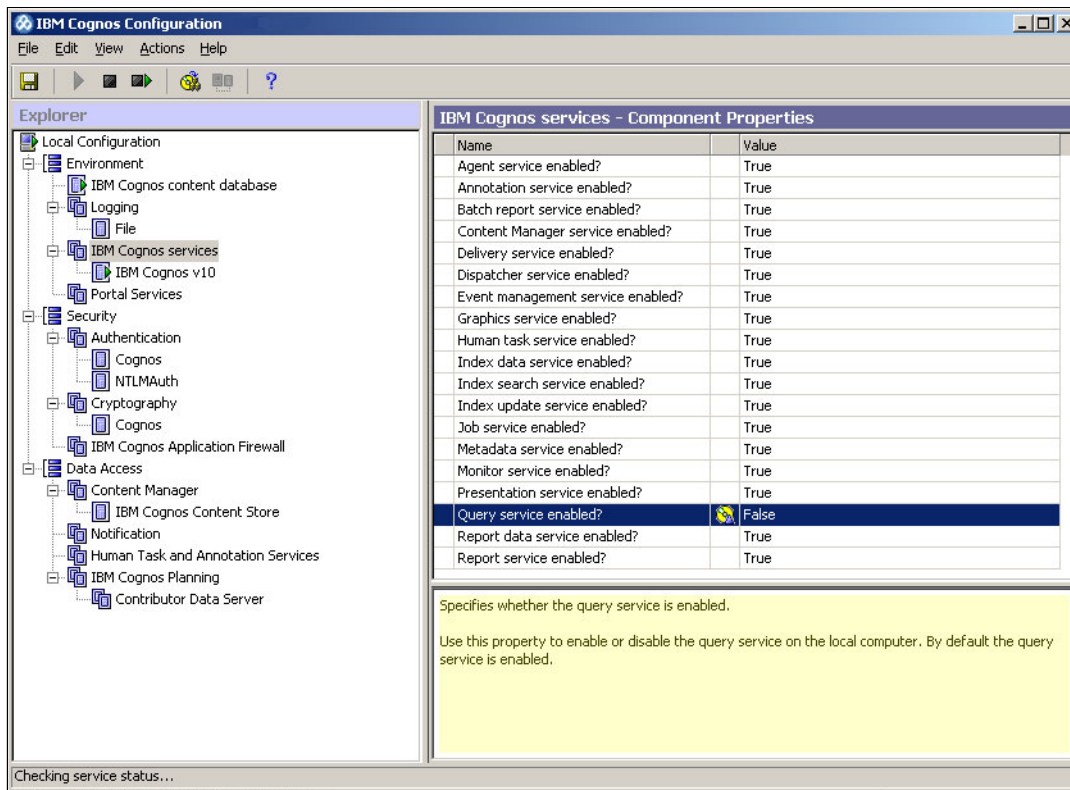 IBM Cognos Configuration
File Edit View Actions Help
Explorer
Local Configuration
Environment
IBM Cognos content database
Logging
File
IBM Cognos services
IBM Cognos v10
Portal Services
Security
Authentication
Cognos
NTLMAuth
Cryptography
Cognos
IBM Cognos Application Firewall
Data Access
Content Manager
IBM Cognos Content Store
Notification
Human Task and Annotation Services
IBM Cognos Planning
Contributor Data Server
IBM Cognos services - Component Properties
Name Value
Agent service enabled? True
Annotation service enabled? True
Batch report service enabled? True
Content Manager service enabled? True
Delivery service enabled? True
Dispatcher service enabled? True
Event management service enabled? True
Graphics service enabled? True
Human task service enabled? True
Index data service enabled? True
Index search service enabled? True
Index update service enabled? True
Job service enabled? True
Metadata service enabled? True
Monitor service enabled? True
Presentation service enabled? True
Query service enabled? False
Report data service enabled? True
Report service enabled? True
Specifies whether the query service is enabled.
Use this property to enable or disable the query service on the local computer. By default the query
service is enabled.
Checking service status...